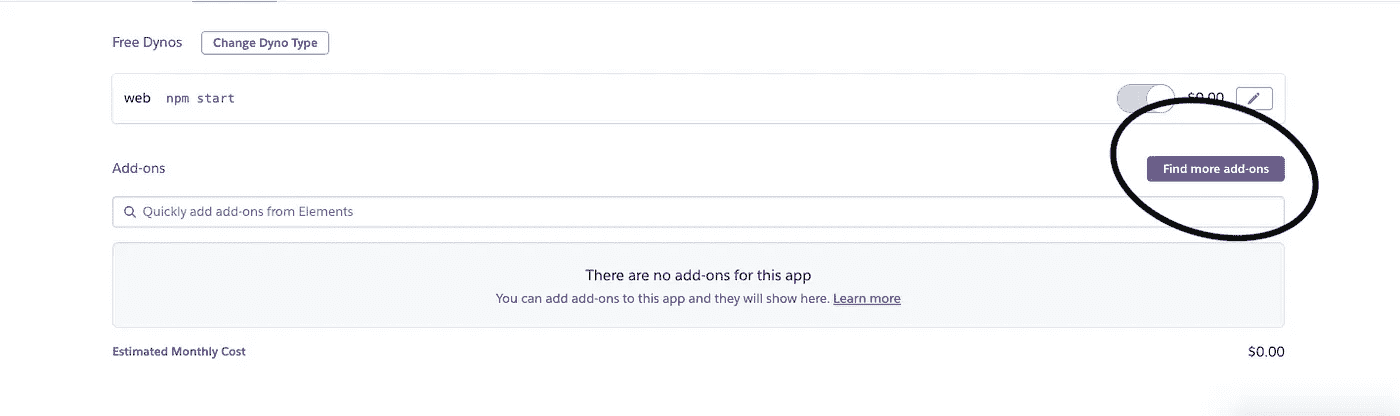 Free Dynos Change Dyno Type
web npm start $0.00
Add-ons Find more add-ons
Quickly add add-ons from Elements
There are no add-ons for this app
You can add add-ons to this app and they will show here. Learn more
Estimated Monthly Cost $0.00